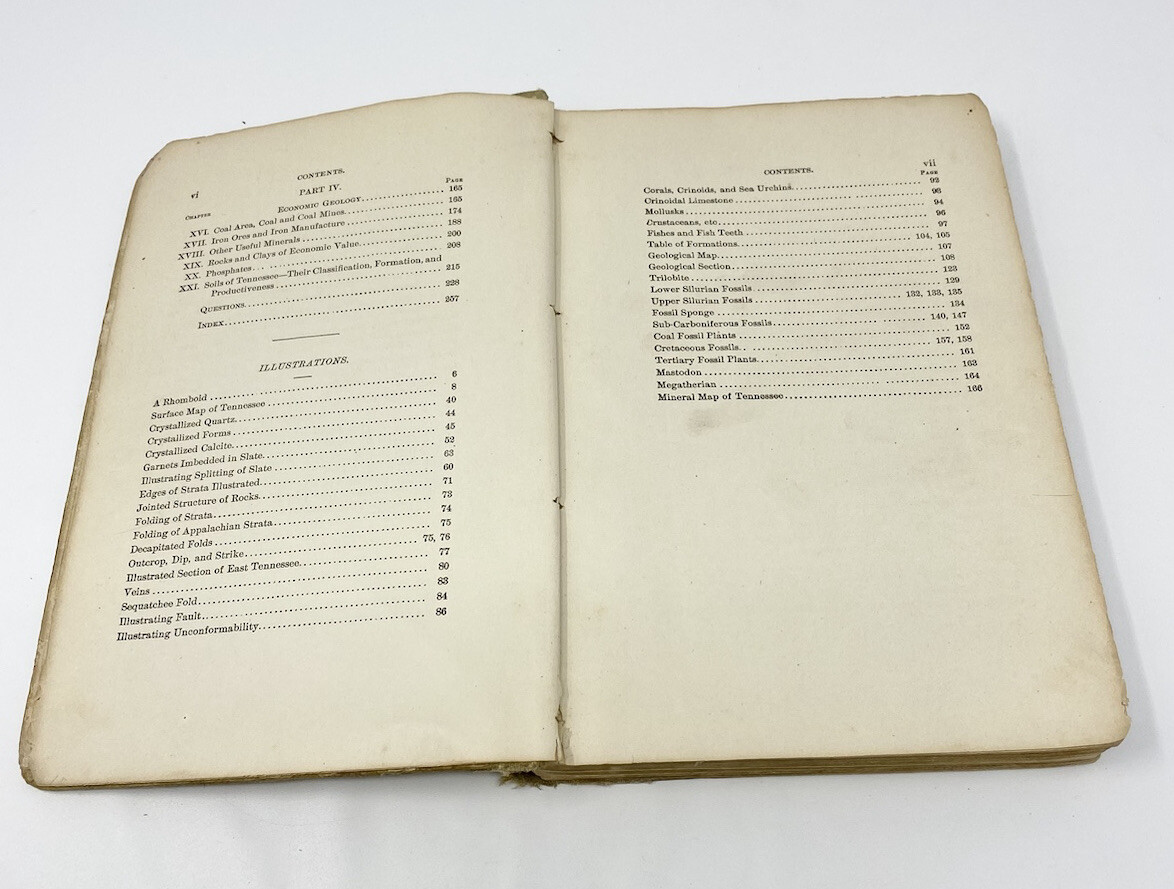 vi
CONTENTS.
PART IV.
CHAPTER PAGE
ECONOMIC GEOLOGY.......... 165
XVI. Coal Area, Coal and Coal Mines.......... 165
XVII. Iron Ores and Iron Manufacture .......... 174
XVIII. Other Useful Minerals .......... 188
XIX. Rocks and Clays of Economic Value.......... 200
XX. Phosphates.......... 208
XXI. Soils of Tennessee—Their Classification, Formation, and
Productiveness .......... 215
QUESTIONS.......... 228
INDEX.......... 257
ILLUSTRATIONS.
A Rhomboid .......... 6
Surface Map of Tennessee .......... 8
Crystallized Quartz.......... 40
Crystallized Forms .......... 44
Crystallized Calcite.......... 45
Garnets Imbedded in Slate.......... 52
Illustrating Splitting of Slate .......... 63
Edges of Strata Illustrated.......... 60
Jointed Structure of Rocks.......... 71
Folding of Strata.......... 73
Folding of Appalachian Strata.......... 74
Decapitated Folds .......... 75
Outcrop, Dip, and Strike.......... 75, 76
Illustrated Section of East Tennessee.......... 77
Veins .......... 80
Sequatchee Fold.......... 83
Illustrating Fault.......... 84
Illustrating Unconformability.......... 86
CONTENTS.
vii
PAGE
Corals, Crinoids, and Sea Urchins.......... 92
Crinoidal Limestone .......... 93
Mollusks.......... 94
Crustaceans, etc.......... 96
Fishes and Fish Teeth .......... 97
Table of Formations.......... 104, 105
Geological Map.......... 107
Geological Section.......... 108
Trilobite .......... 123
Lower Silurian Fossils.......... 129
Upper Silurian Fossils .......... 132, 133, 135
Fossil Sponge .......... 134
Sub-Carboniferous Fossils.......... 140, 147
Coal Fossil Plants .......... 152
Cretaceous Fossils.......... 157, 158
Tertiary Fossil Plants.......... 161
Mastodon .......... 163
Megatherian .......... 164
Mineral Map of Tennessee.......... 166